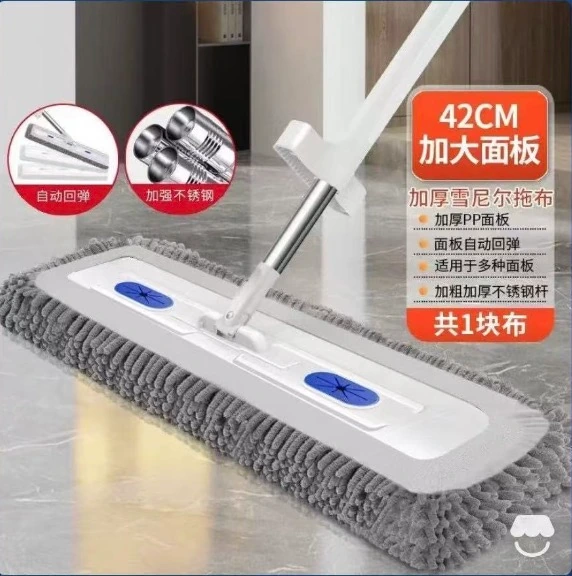 42CM
加大面板
加厚雪尼尔拖布
加厚PP面板
面板自动回弹
适用于多种面板
加粗加厚不锈钢杆
共1块布
自动回弹
加强不锈钢